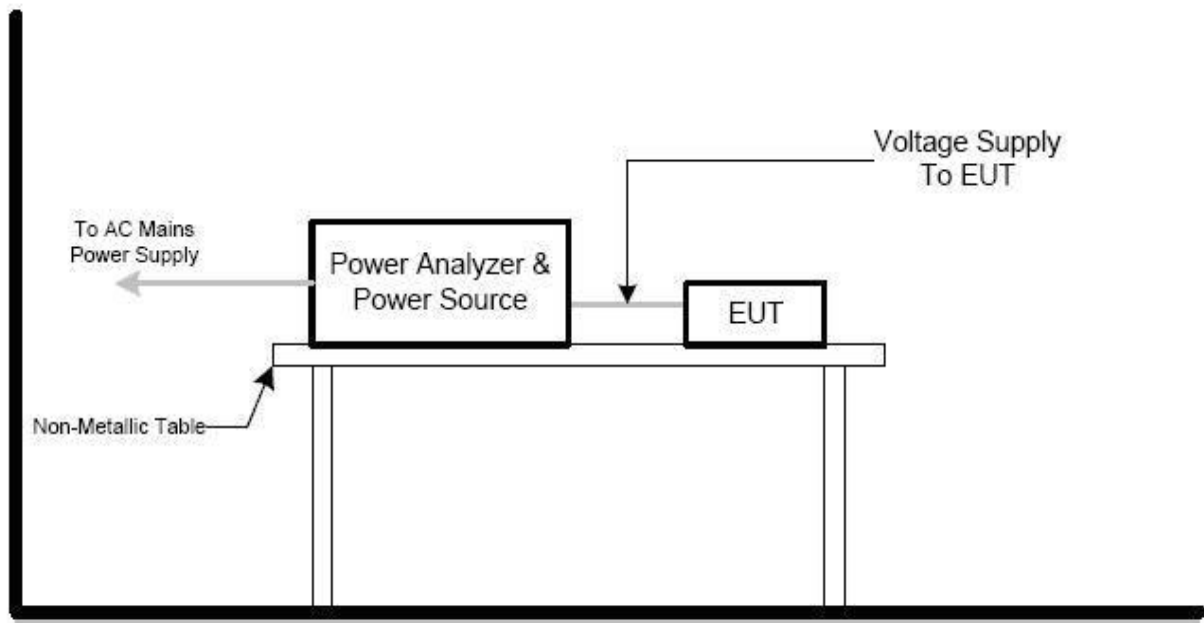 Voltage Supply
To EUT
To AC Mains
Power Supply
Power Analyzer &
Power Source
EUT
Non-Metallic Table